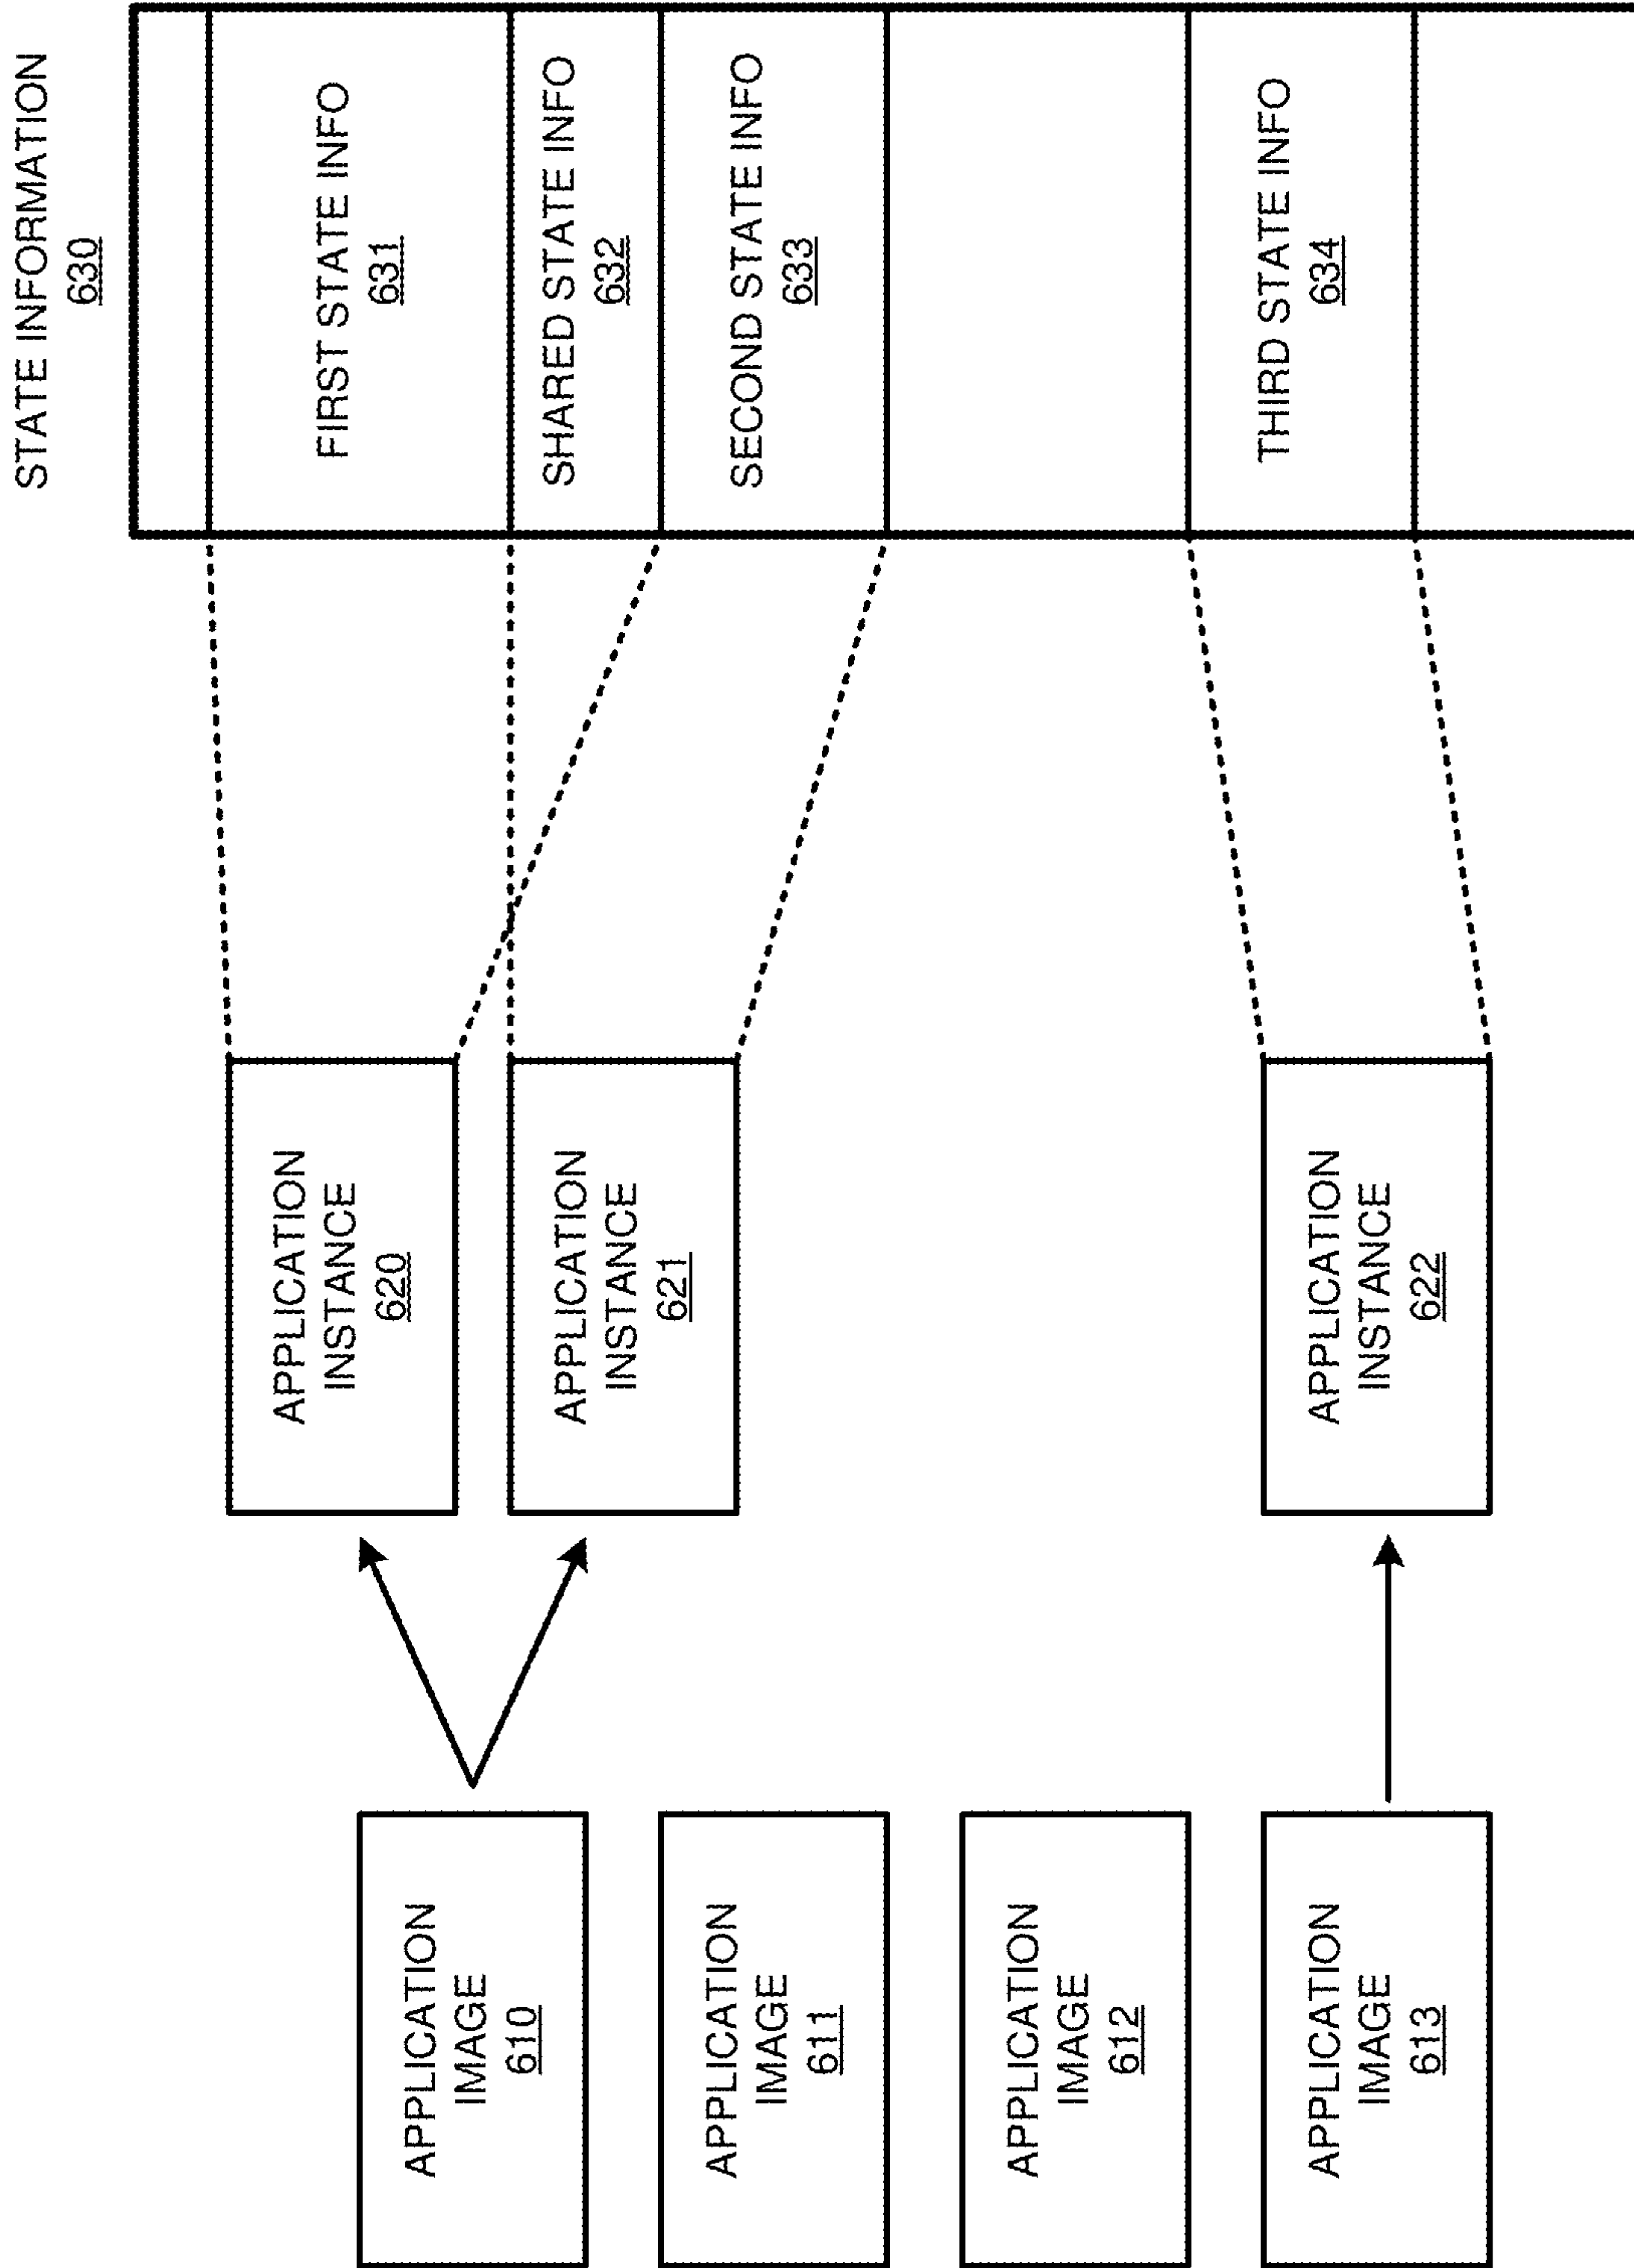 STATE INFORMATION
630
FIRST STATE INFO
631
SHARED STATE INFO
632
SECOND STATE INFO
633
THIRD STATE INFO
634
APPLICATION
INSTANCE
620
APPLICATION
INSTANCE
621
APPLICATION
INSTANCE
622
APPLICATION
IMAGE
610
APPLICATION
IMAGE
611
APPLICATION
IMAGE
612
APPLICATION
IMAGE
613